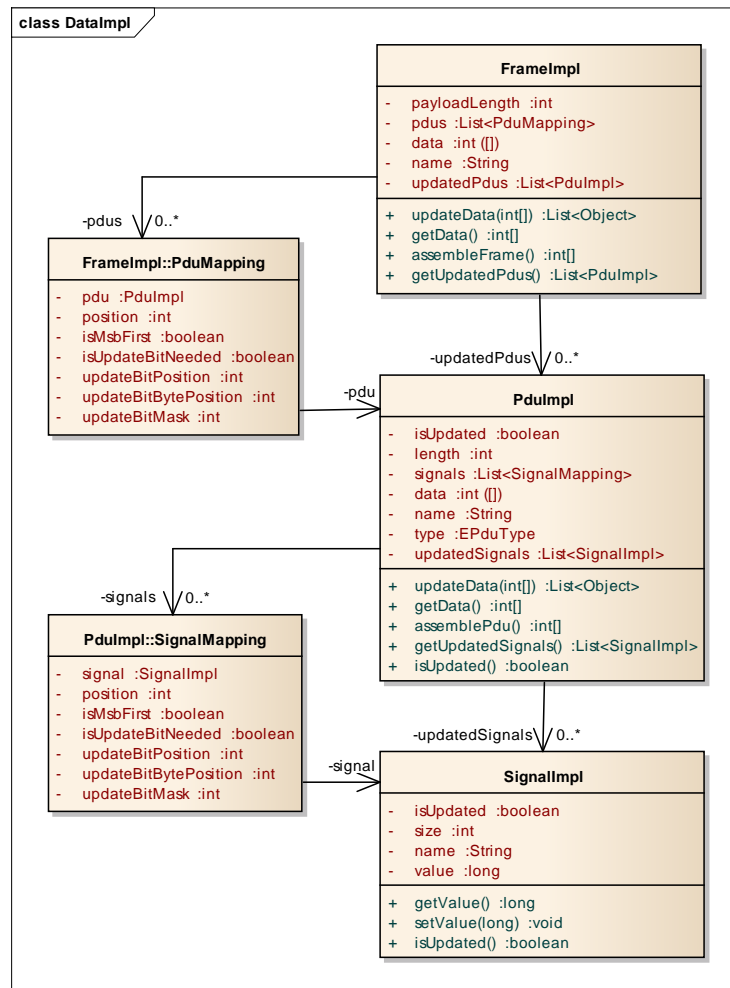 class DataImpl
FrameImpl
- payloadLength :int
- pdus :List<PduMapping>
- data :int ([])
- name :String
- updatedPdus :List<PduImpl>
+ updateData(int[]) :List<Object>
+ getData() :int[]
+ assembleFrame() :int[]
+ getUpdatedPdus() :List<PduImpl>
-pdus 0..*
FrameImpl::PduMapping
- pdu :PduImpl
- position :int
- isMsbFirst :boolean
- isUpdateBitNeeded :boolean
- updateBitPosition :int
- updateBitBytePosition :int
- updateBitMask :int
-updatedPdus 0..*
-pdu
PduImpl
- isUpdated :boolean
- length :int
- signals :List<SignalMapping>
- data :int ([])
- name :String
- type :EPduType
- updatedSignals :List<SignalImpl>
+ updateData(int[]) :List<Object>
+ getData() :int[]
+ assemblePdu() :int[]
+ getUpdatedSignals() :List<SignalImpl>
+ isUpdated() :boolean
-signals 0..*
PduImpl::SignalMapping
- signal :SignalImpl
- position :int
- isMsbFirst :boolean
- isUpdateBitNeeded :boolean
- updateBitPosition :int
- updateBitBytePosition :int
- updateBitMask :int
-updatedSignals 0..*
-signal
SignalImpl
- isUpdated :boolean
- size :int
- name :String
- value :long
+ getValue() :long
+ setValue(long) :void
+ isUpdated() :boolean